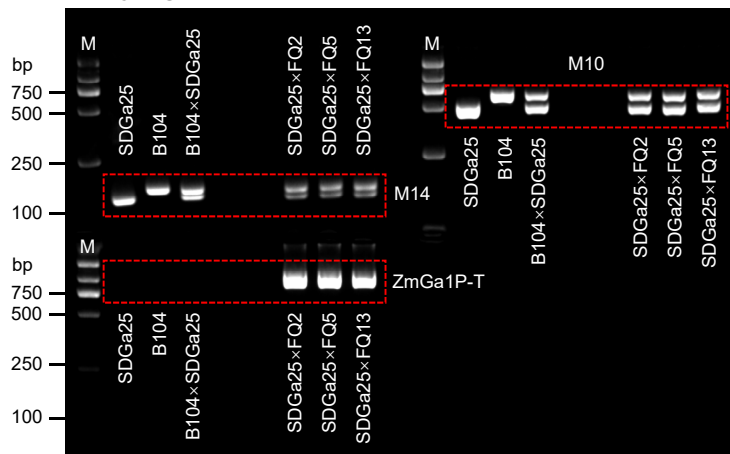 bp
M
SDGa25
B104
B104×SDGa25
SDGa25×FQ2
SDGa25×FQ5
SDGa25×FQ13
750
500
250
100
M14
M
M10
SDGa25
B104
B104×SDGa25
SDGa25×FQ2
SDGa25×FQ5
SDGa25×FQ13
bp
M
750
500
250
100
ZmGa1P-T
SDGa25
B104
B104×SDGa25
SDGa25×FQ2
SDGa25×FQ5
SDGa25×FQ13